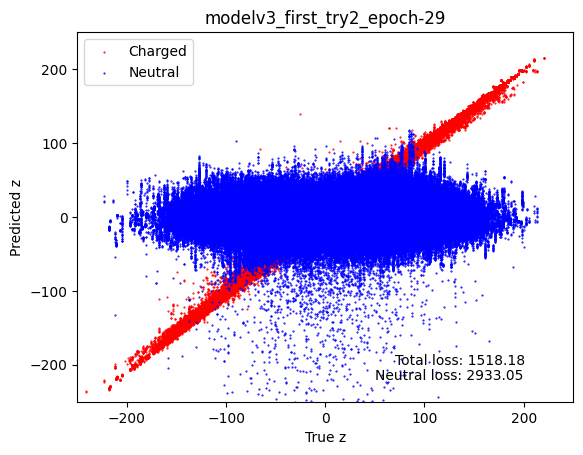 modelv3_first_try2_epoch-29
Charged
Neutral
Predicted z
200
100
0
−100
−200
Total loss: 1518.18
Neutral loss: 2933.05
−200
−100
0
100
200
True z